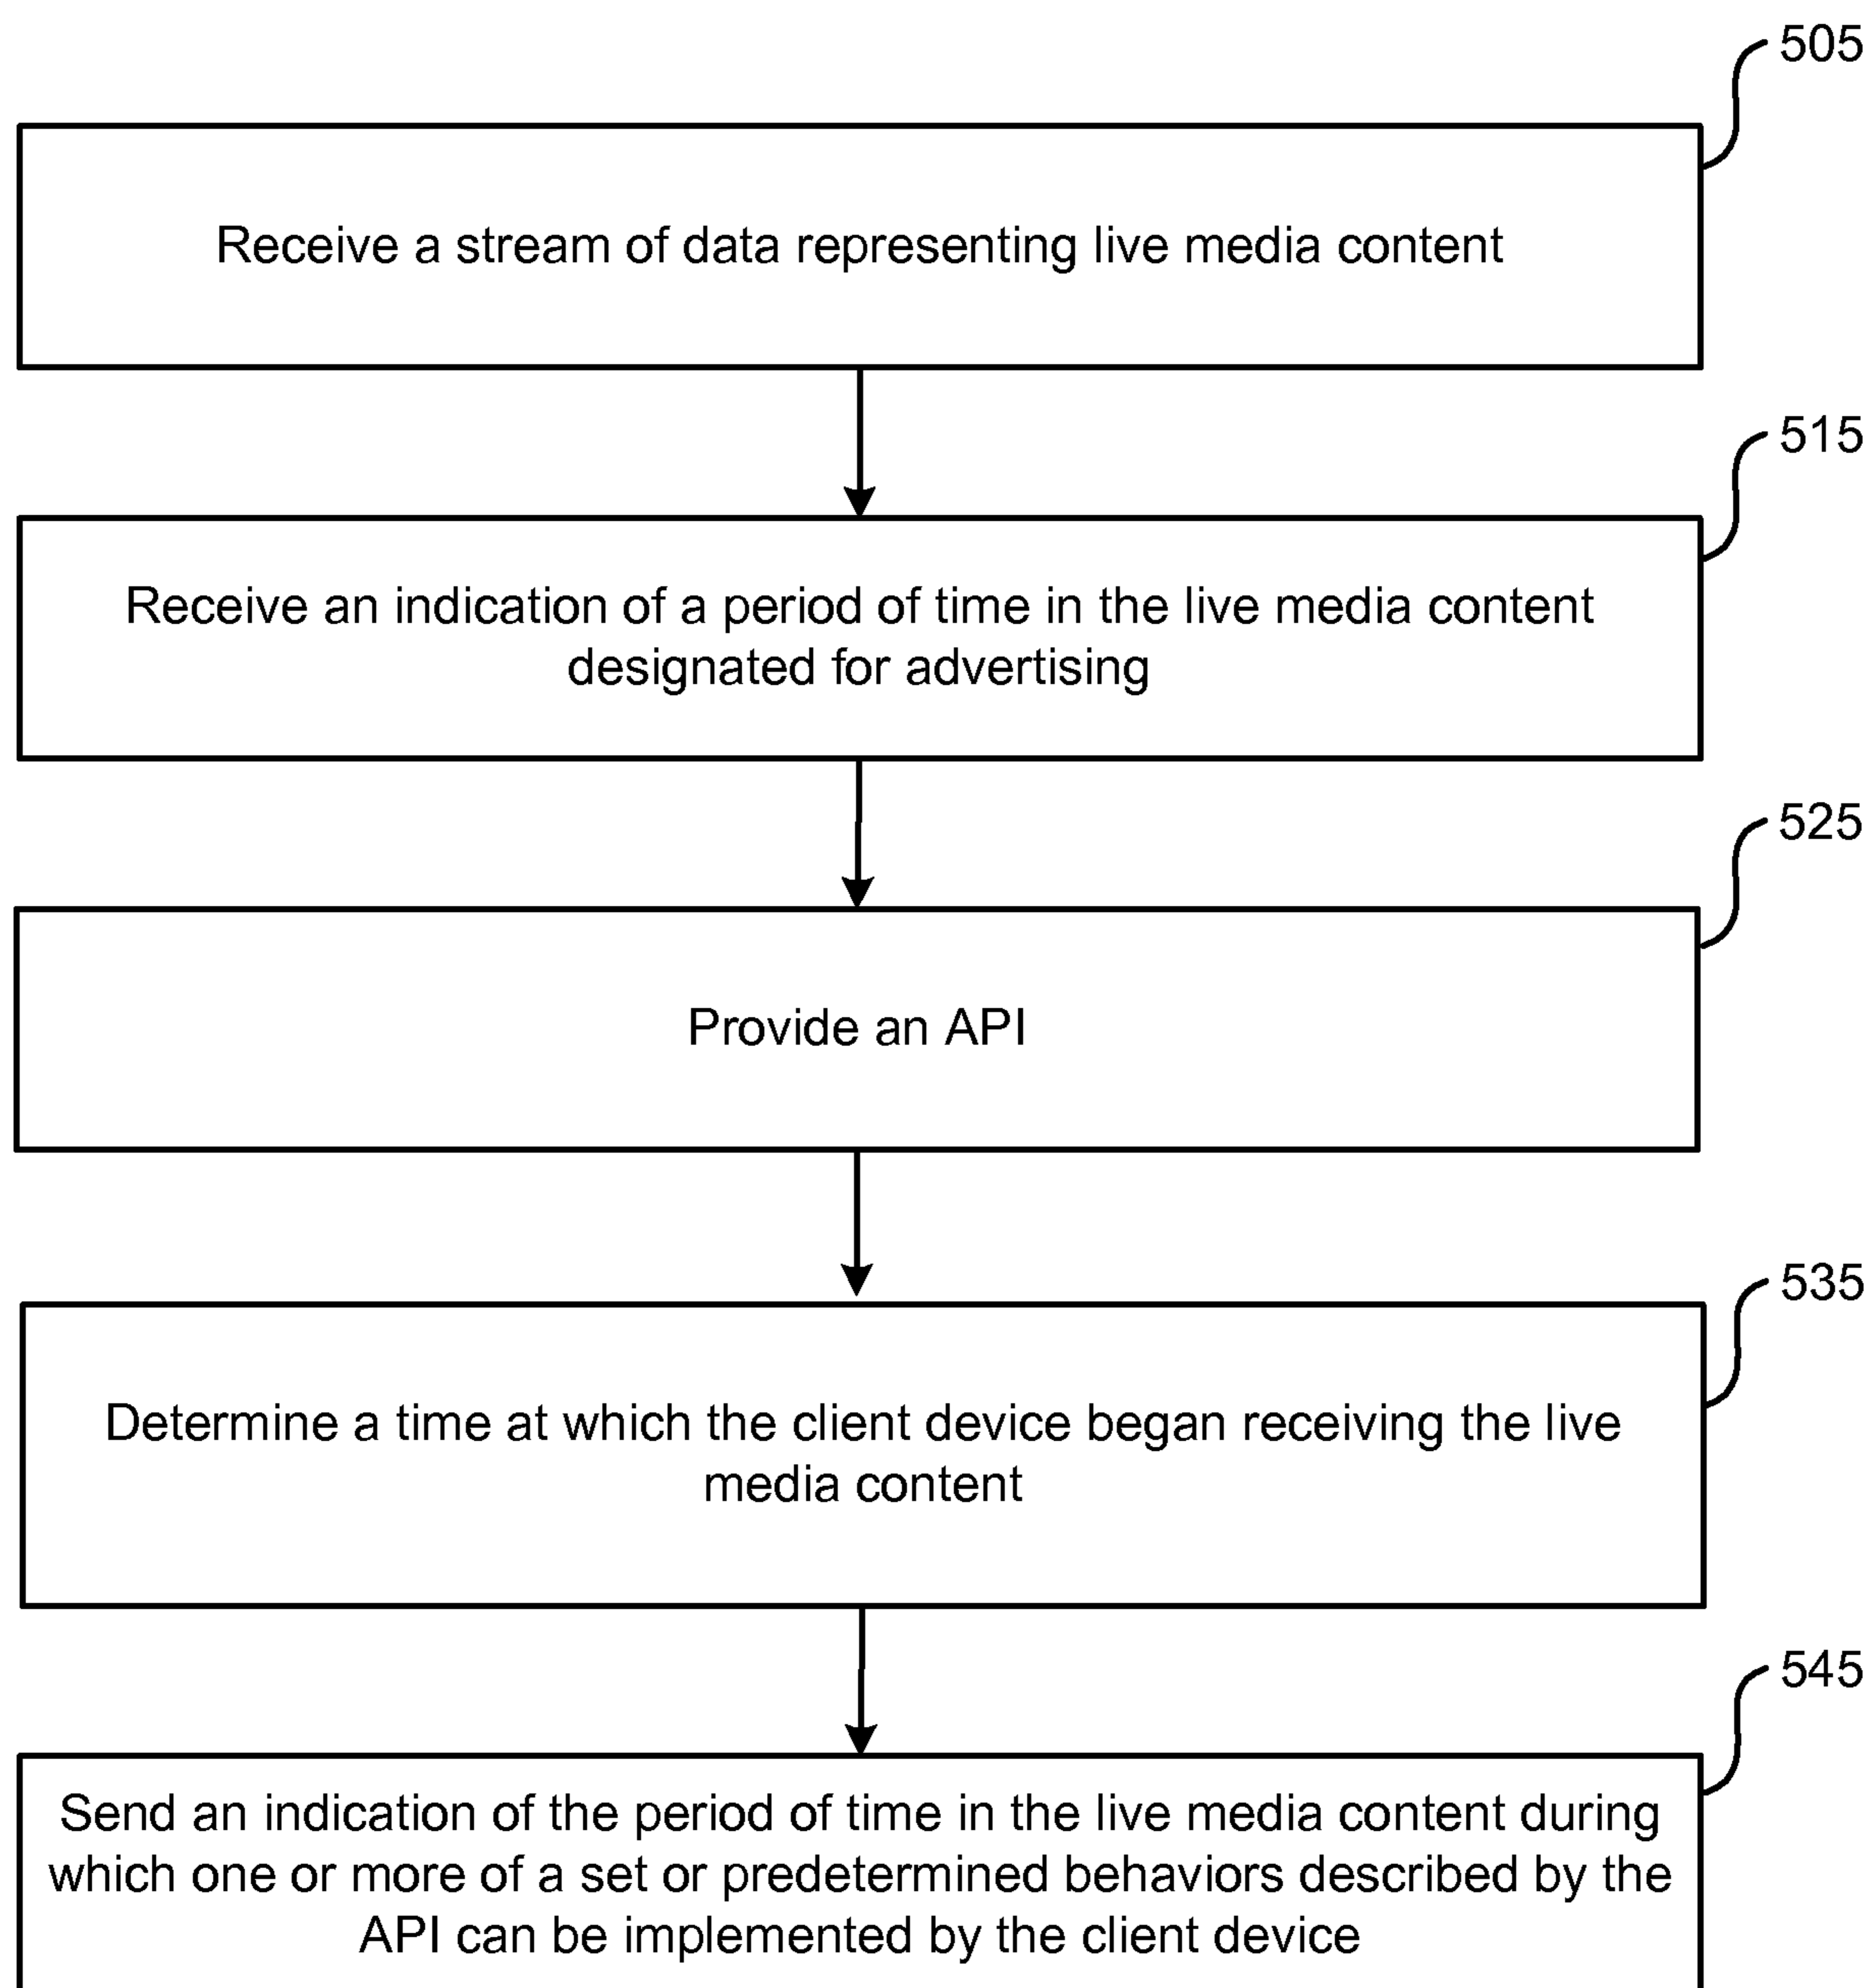 505
Receive a stream of data representing live media content
515
Receive an indication of a period of time in the live media content
designated for advertising
525
Provide an API
535
Determine a time at which the client device began receiving the live
media content
545
Send an indication of the period of time in the live media content during
which one or more of a set or predetermined behaviors described by the
API can be implemented by the client device